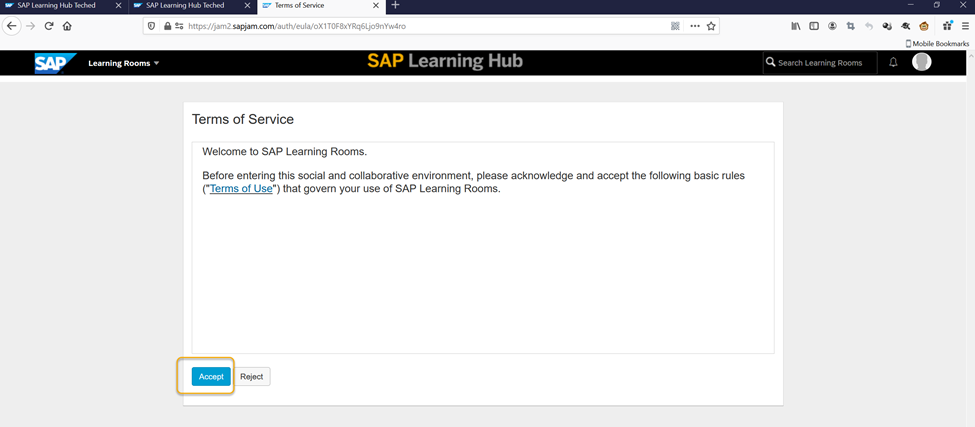 SAP Learning Hub Teched
SAP Learning Hub Teched
Terms of Service
https://jam2.sapjam.com/auth/eula/oX1T0F8xYRq6Ljo9nYw4ro
Mobile Bookmarks
SAP
Learning Rooms
SAP Learning Hub
Search Learning Rooms
Terms of Service
Welcome to SAP Learning Rooms.
Before entering this social and collaborative environment, please acknowledge and accept the following basic rules
("Terms of Use") that govern your use of SAP Learning Rooms.
Accept
Reject